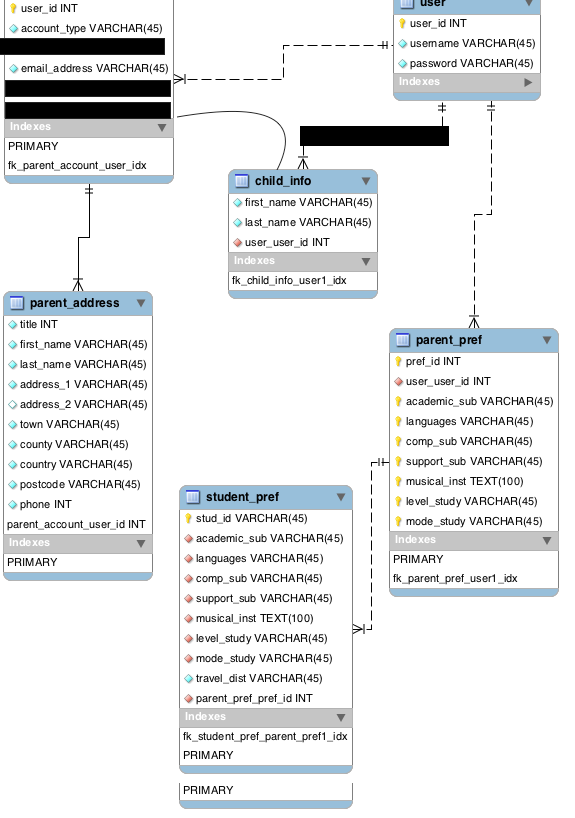 user_id INT
account_type VARCHAR(45)
email_address VARCHAR(45)
Indexes
PRIMARY
fk_parent_account_user_idx
user
user_id INT
username VARCHAR(45)
password VARCHAR(45)
Indexes
child_info
first_name VARCHAR(45)
last_name VARCHAR(45)
user_user_id INT
Indexes
fk_child_info_user1_idx
parent_address
title INT
first_name VARCHAR(45)
last_name VARCHAR(45)
address_1 VARCHAR(45)
address_2 VARCHAR(45)
town VARCHAR(45)
county VARCHAR(45)
country VARCHAR(45)
postcode VARCHAR(45)
phone INT
parent_account_user_id INT
Indexes
PRIMARY
parent_pref
pref_id INT
user_user_id INT
academic_sub VARCHAR(45)
languages VARCHAR(45)
comp_sub VARCHAR(45)
support_sub VARCHAR(45)
musical_inst TEXT(100)
level_study VARCHAR(45)
mode_study VARCHAR(45)
Indexes
PRIMARY
fk_parent_pref_user1_idx
student_pref
stud_id VARCHAR(45)
academic_sub VARCHAR(45)
languages VARCHAR(45)
comp_sub VARCHAR(45)
support_sub VARCHAR(45)
musical_inst TEXT(100)
level_study VARCHAR(45)
mode_study VARCHAR(45)
travel_dist VARCHAR(45)
parent_pref_pref_id INT
Indexes
fk_student_pref_parent_pref1_idx
PRIMARY
PRIMARY